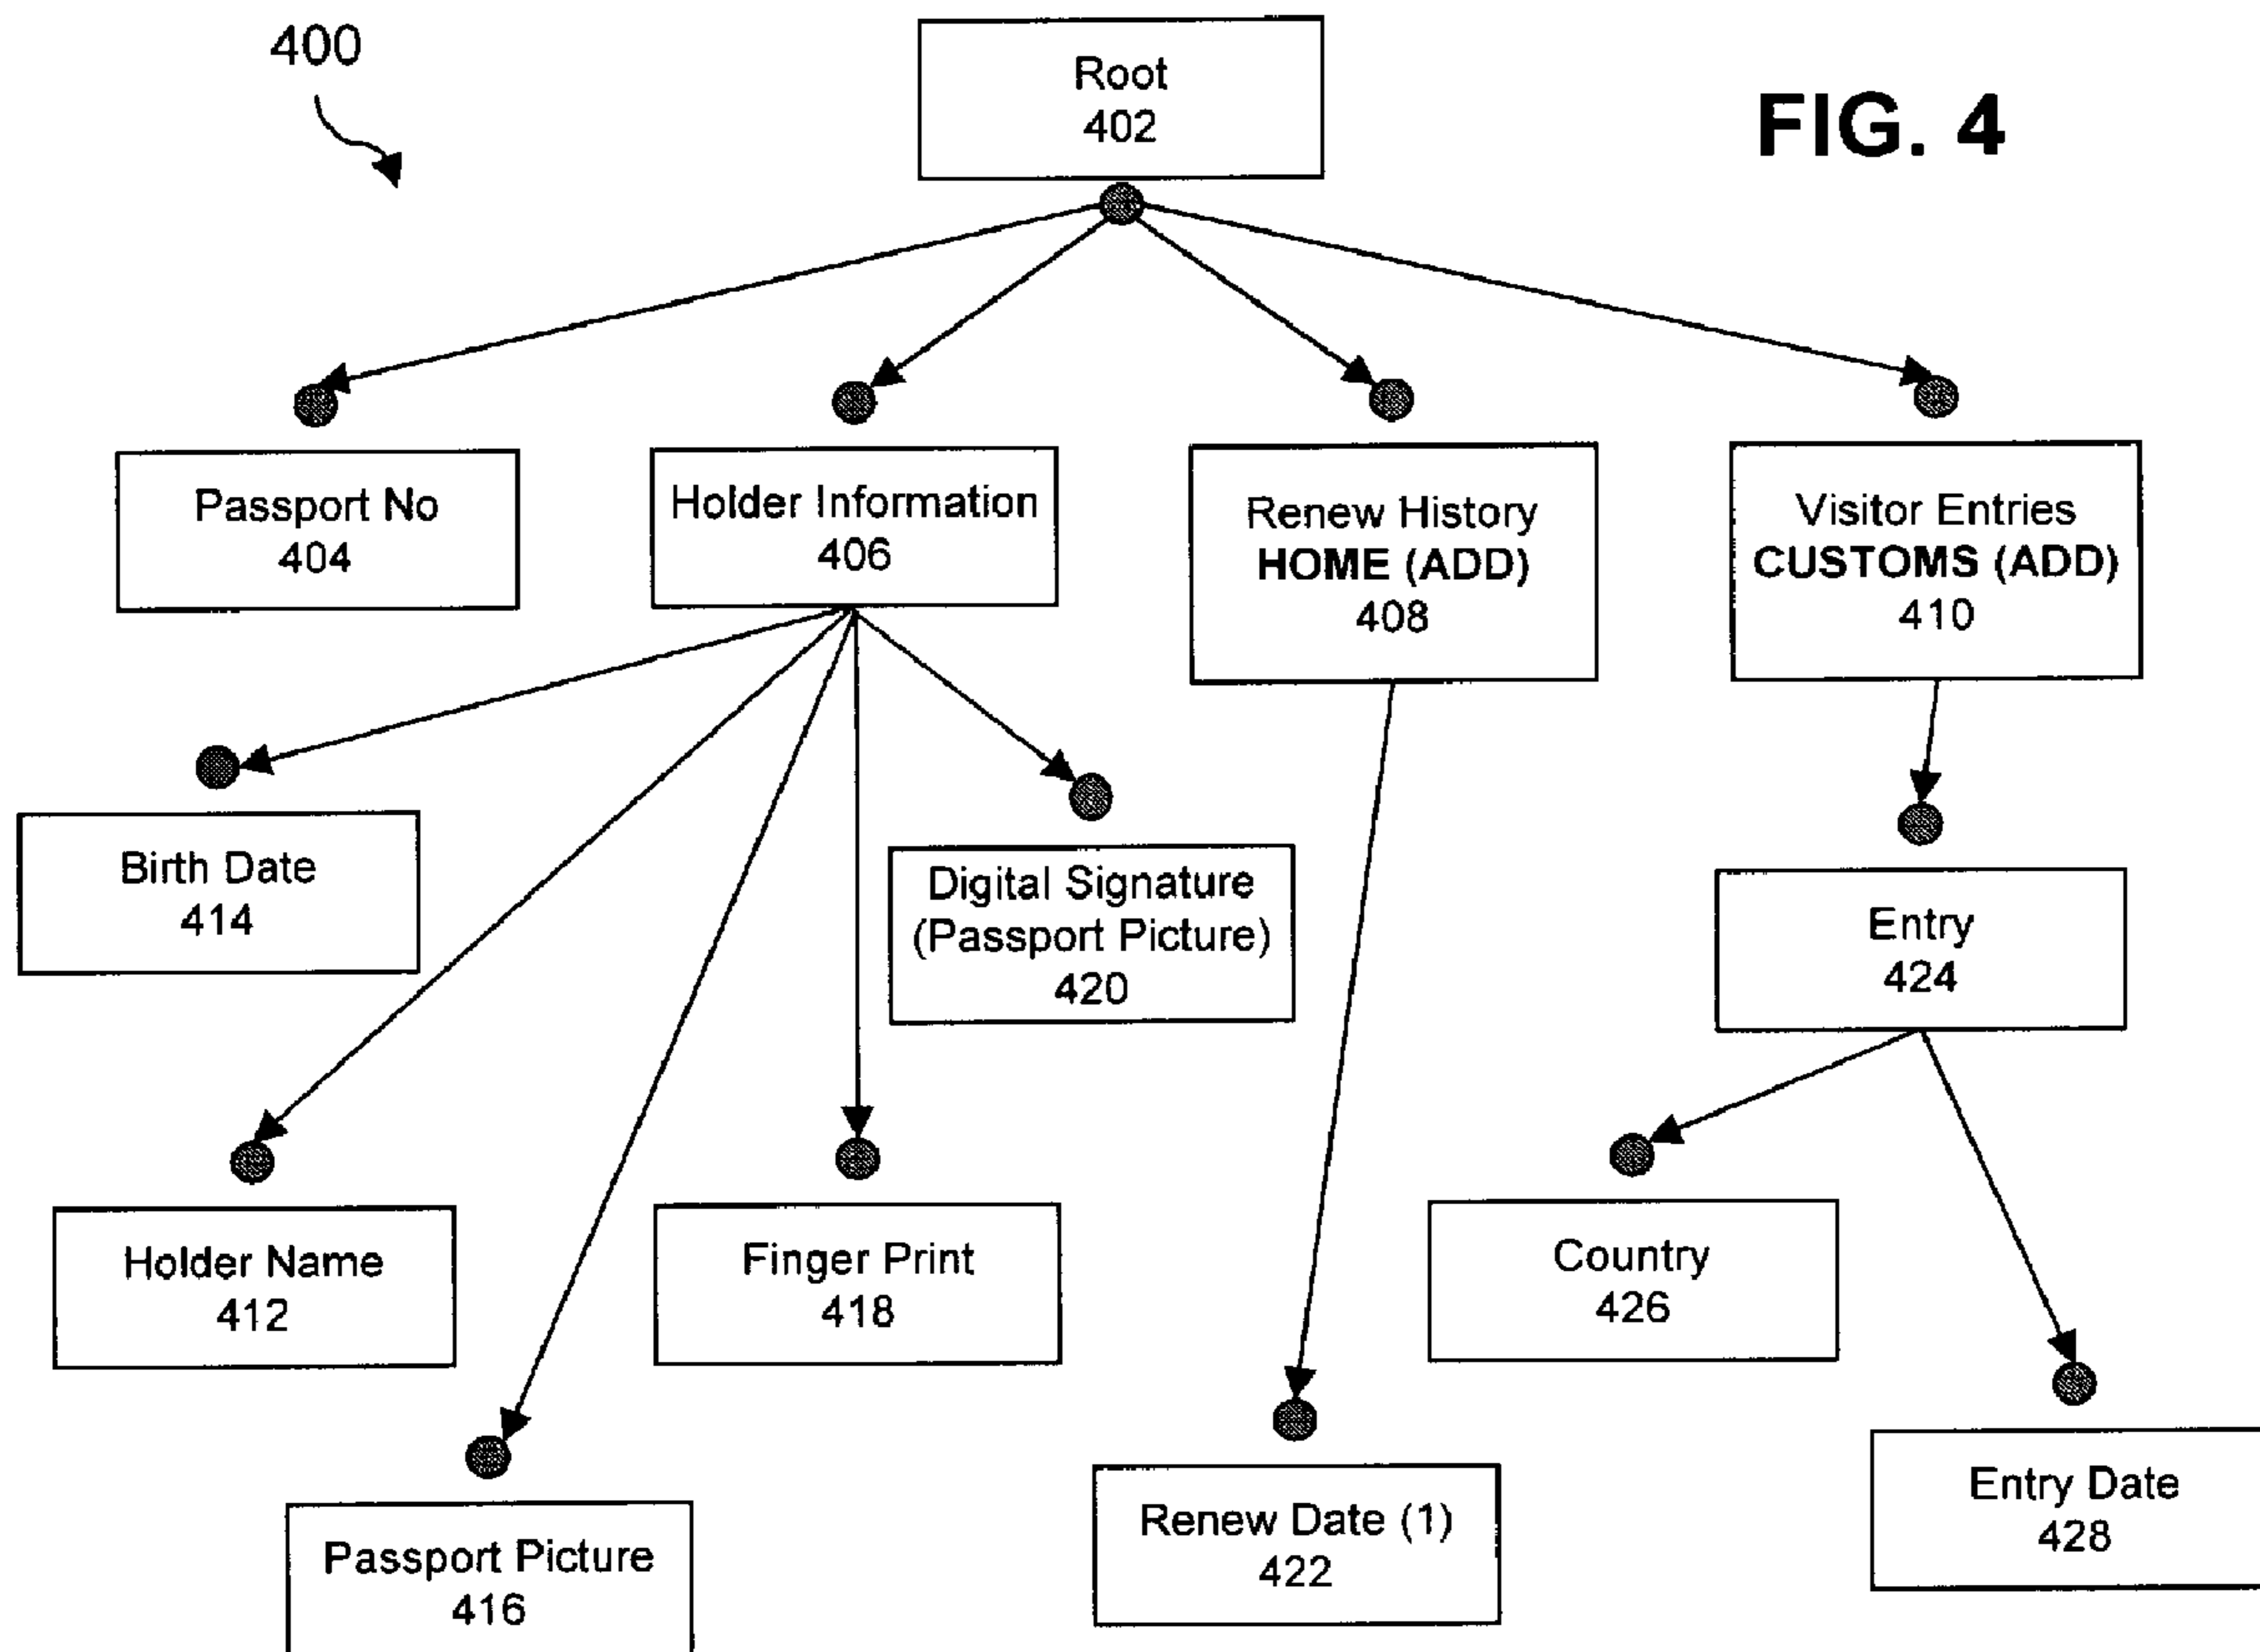 400
Root
402
FIG. 4
Passport No
404
Holder Information
406
Renew History
HOME (ADD)
408
Visitor Entries
CUSTOMS (ADD)
410
Birth Date
414
Digital Signature
(Passport Picture)
420
Entry
424
Holder Name
412
Finger Print
418
Country
426
Passport Picture
416
Renew Date (1)
422
Entry Date
428